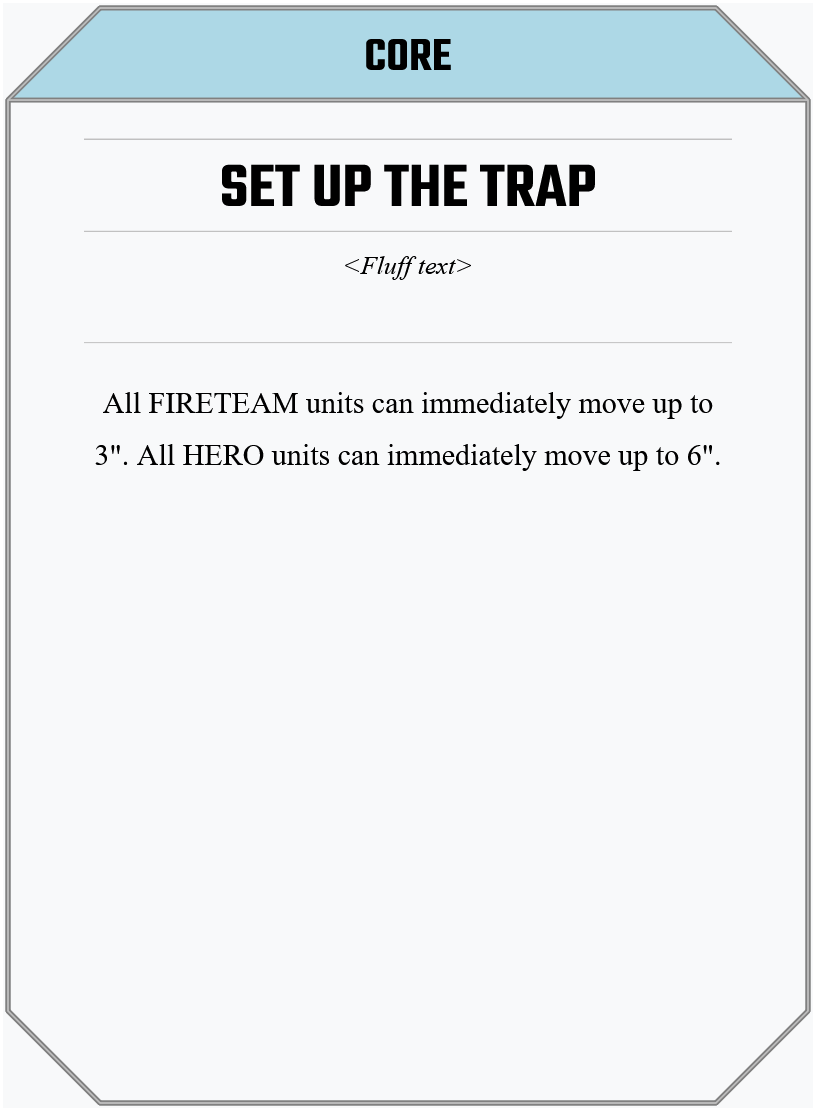 CORE
SET UP THE TRAP
<Fluff text>
All FIRETEAM units can immediately move up to
3". All HERO units can immediately move up to 6".